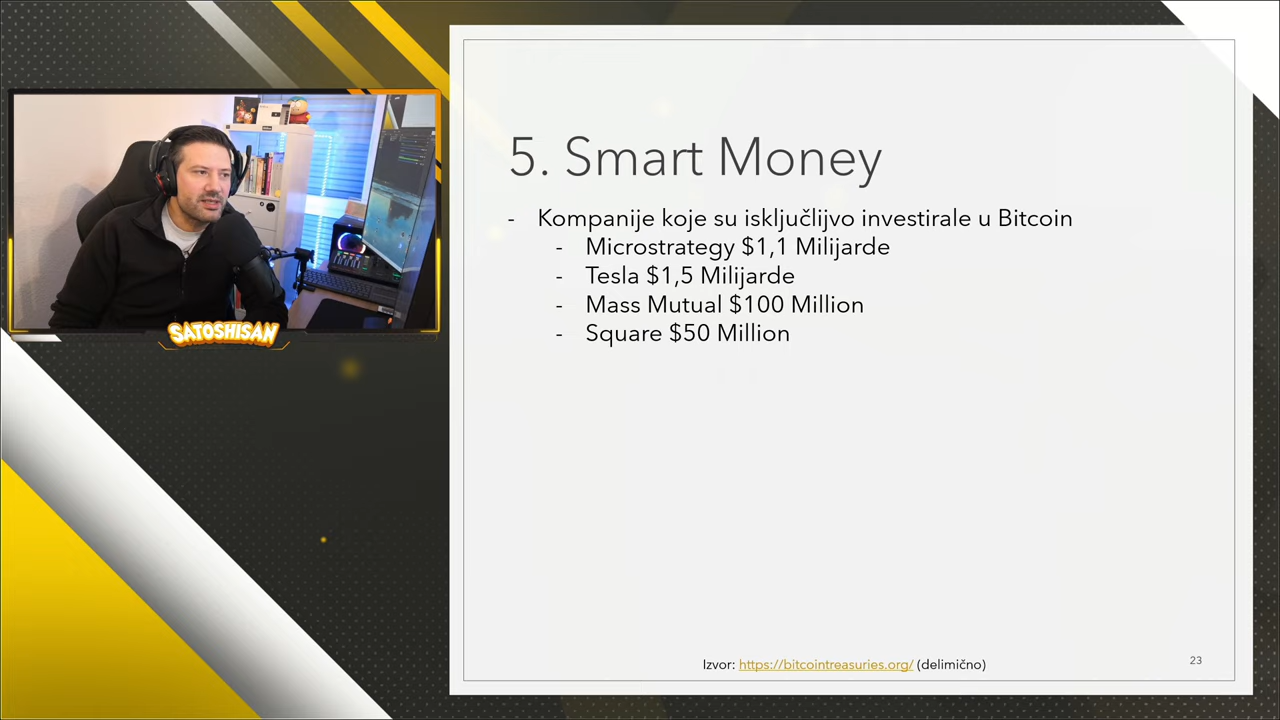 5. Smart Money
- Kompanije koje su isključlijvo investirale u Bitcoin
- Microstrategy $1,1 Milijarde
- Tesla $1,5 Milijarde
- Mass Mutual $100 Million
- Square $50 Million
SATOSHISAN
Izvor: https://bitcointreasuries.org/ (delimično)
23